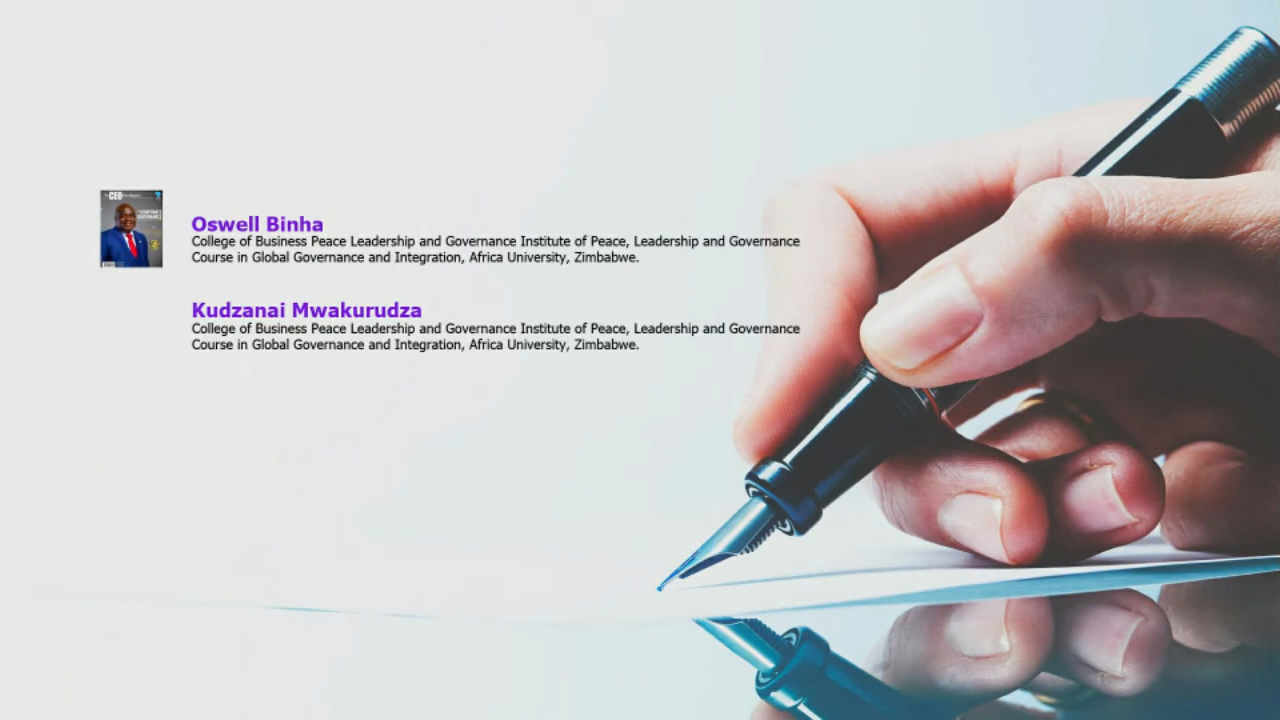 CEO
Oswell Binha
College of Business Peace Leadership and Governance Institute of Peace, Leadership and Governance
Course in Global Governance and Integration, Africa University, Zimbabwe.
Kudzanai Mwakurudza
College of Business Peace Leadership and Governance Institute of Peace, Leadership and Governance
Course in Global Governance and Integration, Africa University, Zimbabwe.